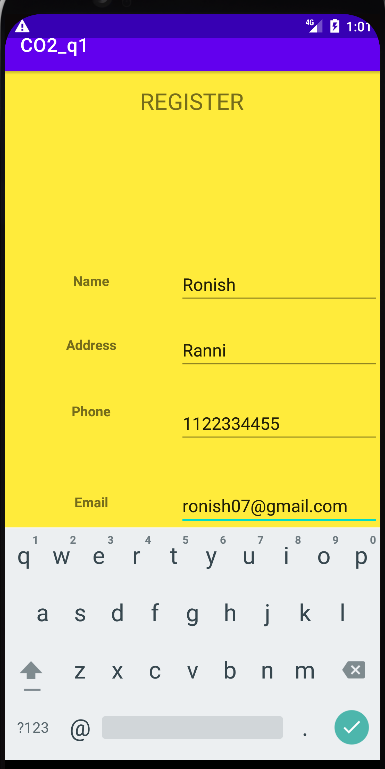 4G 1:01
CO2_q1
REGISTER
Name Ronish
Address Ranni
Phone 1122334455
Email ronish07@gmail.com
1 2 3 4 5 6 7 8 9 0
q w e r t y u i o p
a s d f g h j k l
z x c v b n m
?123 @ .